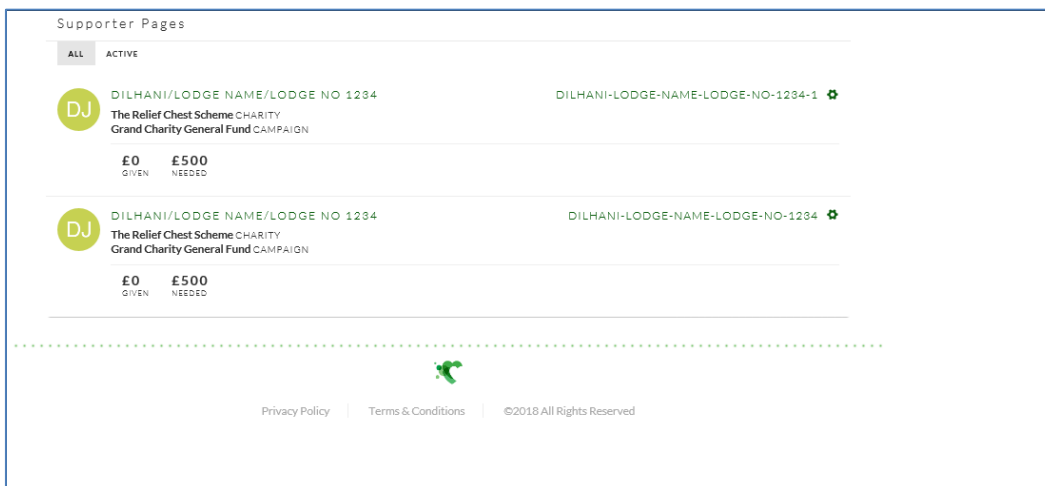 Supporter Pages
ALL ACTIVE
DJ DILHANI/LODGE NAME/LODGE NO 1234 DILHANI-LODGE-NAME-LODGE-NO-1234-1
The Relief Chest Scheme CHARITY
Grand Charity General Fund CAMPAIGN
£0 £500
GIVEN NEEDED
DJ DILHANI/LODGE NAME/LODGE NO 1234 DILHANI-LODGE-NAME-LODGE-NO-1234
The Relief Chest Scheme CHARITY
Grand Charity General Fund CAMPAIGN
£0 £500
GIVEN NEEDED
Privacy Policy Terms & Conditions ©2018 All Rights Reserved